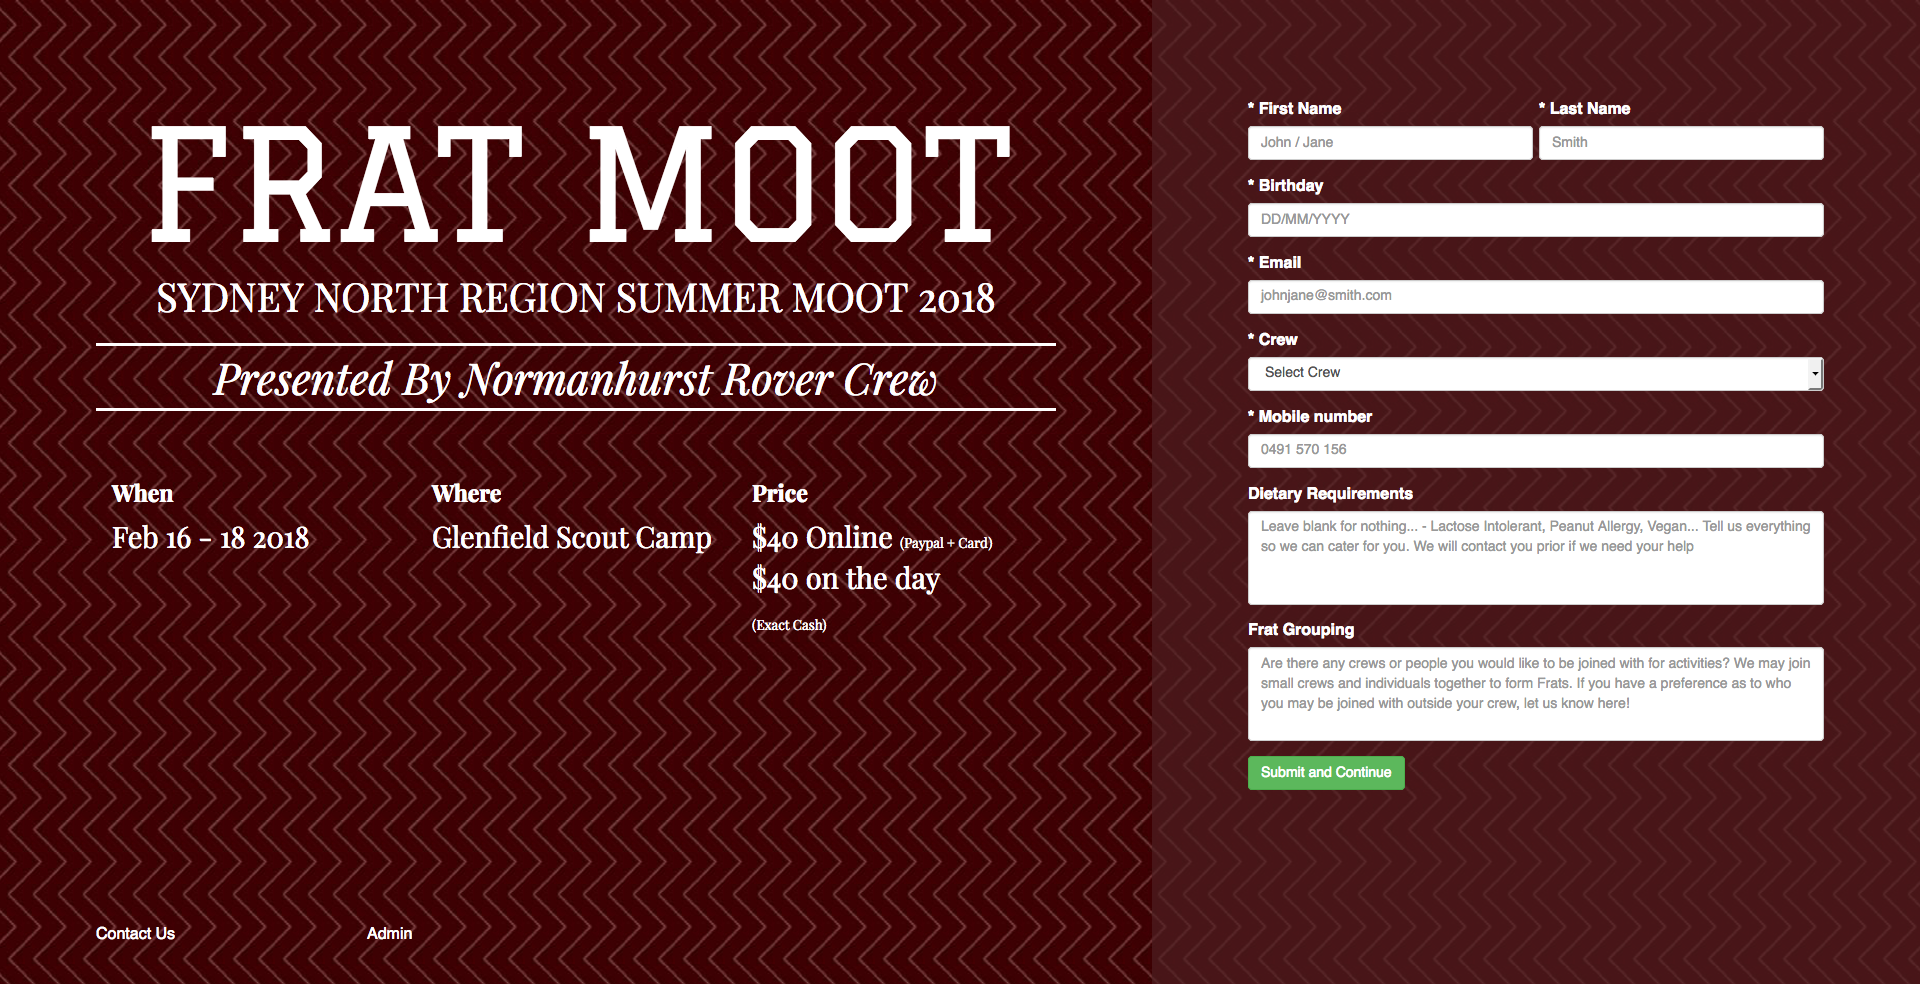 FRAT MOOT
SYDNEY NORTH REGION SUMMER MOOT 2018
Presented By Normanhurst Rover Crew
When
Feb 16 - 18 2018
Where
Glenfield Scout Camp
Price
$40 Online (Paypal + Card)
$40 on the day
(Exact Cash)
Contact Us
Admin
* First Name
John / Jane
* Last Name
Smith
* Birthday
DD/MM/YYYY
* Email
johnjane@smith.com
* Crew
Select Crew
* Mobile number
0491 570 156
Dietary Requirements
Leave blank for nothing... - Lactose Intolerant, Peanut Allergy, Vegan... Tell us everything
so we can cater for you. We will contact you prior if we need your help
Frat Grouping
Are there any crews or people you would like to be joined with for activities? We may join
small crews and individuals together to form Frats. If you have a preference as to who
you may be joined with outside your crew, let us know here!
Submit and Continue